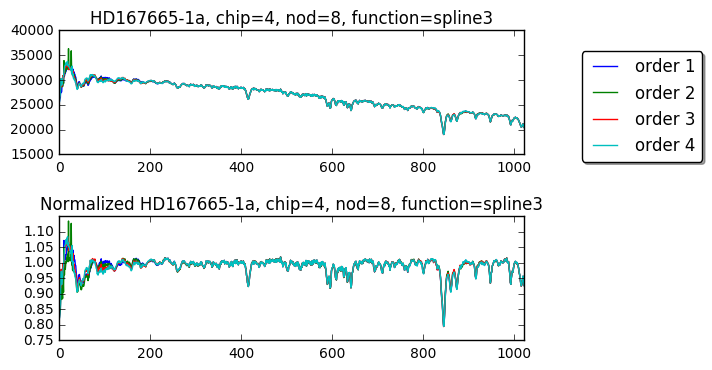 HD167665-1a, chip=4, nod=8, function=spline3
40000
35000
30000
25000
20000
15000
0 200 400 600 800 1000
order 1
order 2
order 3
order 4
Normalized HD167665-1a, chip=4, nod=8, function=spline3
1.10
1.05
1.00
0.95
0.90
0.85
0.80
0.75
0 200 400 600 800 1000